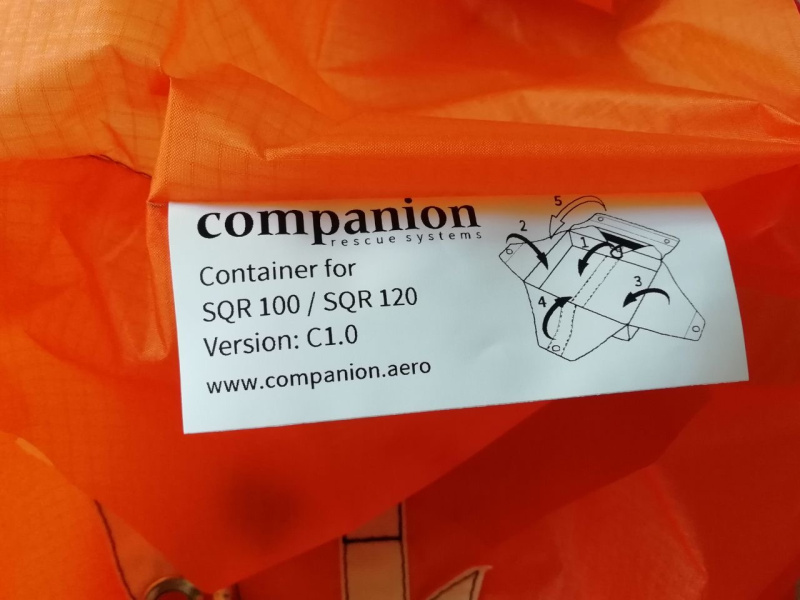 companion
rescue systems
Container for
SQR 100 / SQR 120
Version: C1.0
www.companion.aero
5
2
1
3
4